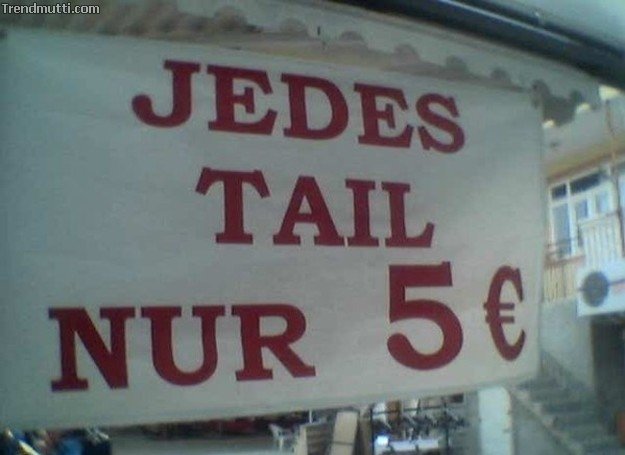 Trendmutti.com
JEDES
TAIL
NUR 5 €